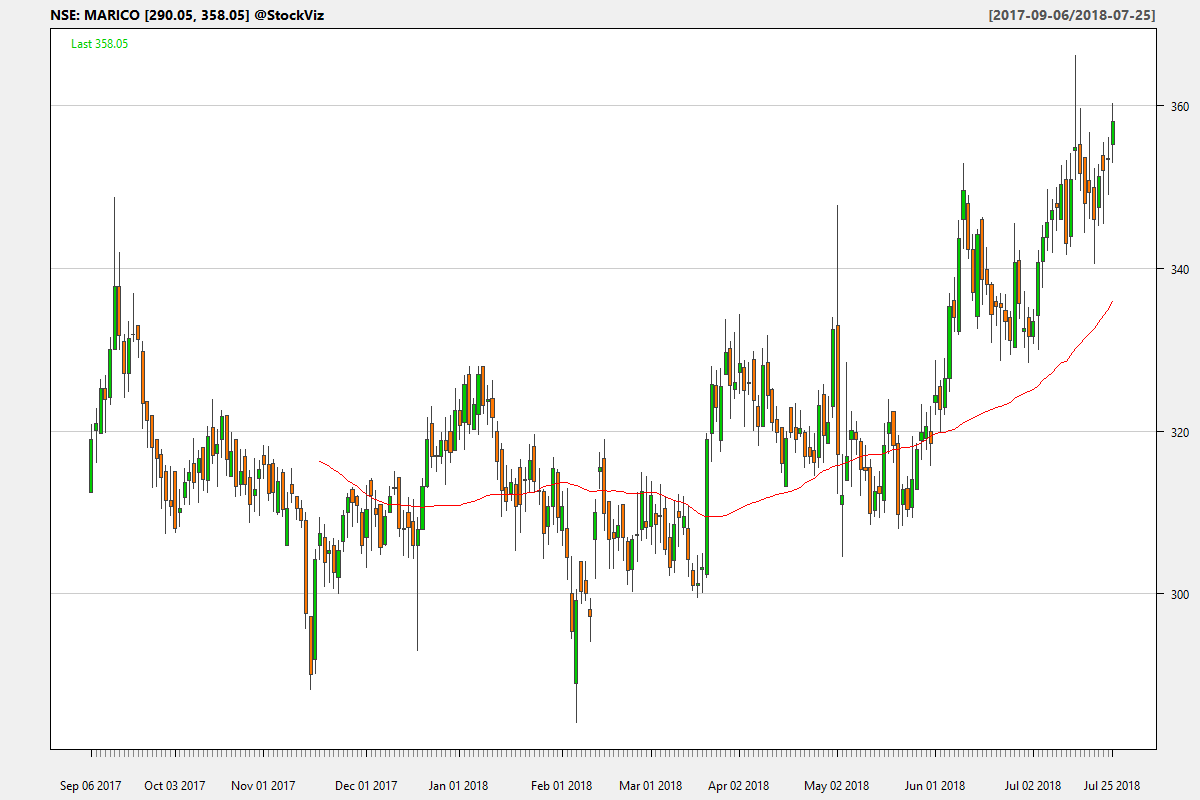 NSE: MARICO [290.05, 358.05] @StockViz [2017-09-06/2018-07-25]
Last 358.05
360
340
320
300
Sep 06 2017 Oct 03 2017 Nov 01 2017 Dec 01 2017 Jan 01 2018 Feb 01 2018 Mar 01 2018 Apr 02 2018 May 02 2018 Jun 01 2018 Jul 02 2018 Jul 25 2018